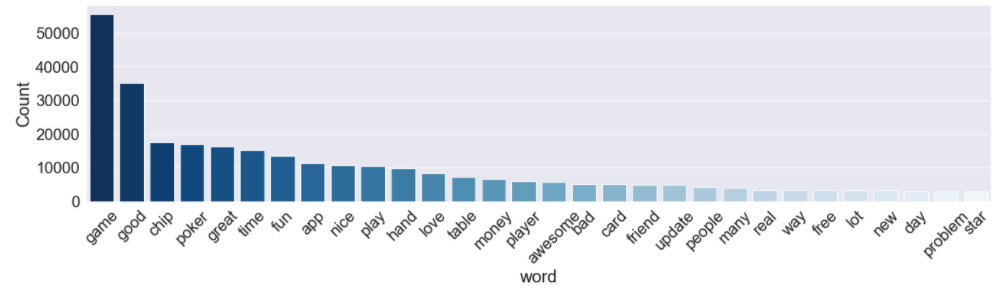 50000
40000
30000
20000
10000
0
Count
game good chip poker great time fun app nice play hand love table money player awesome bad card friend update people many real way free lot new day problem star
word